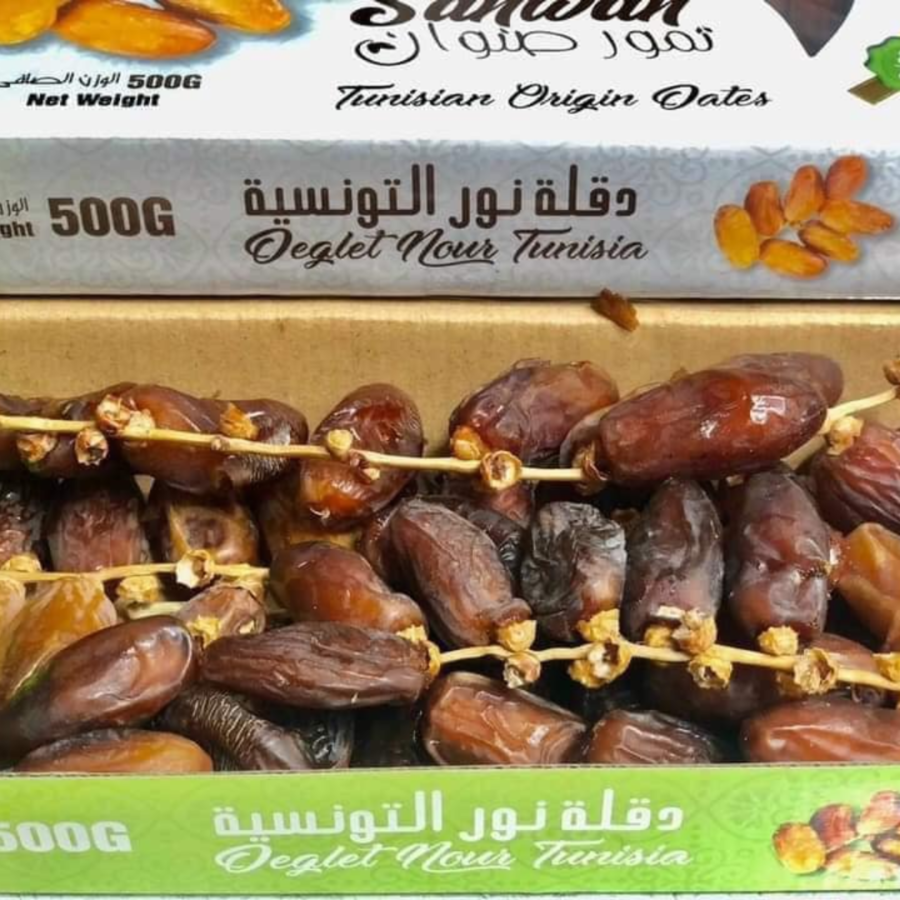 Sanwan
تمور صنوان
الوزن الصافي 500G
Net Weight
Tunisian Origin Dates
500G
دقلة نور التونسية
Deglet Nour Tunisia
500G
دقلة نور التونسية
Deglet Nour Tunisia